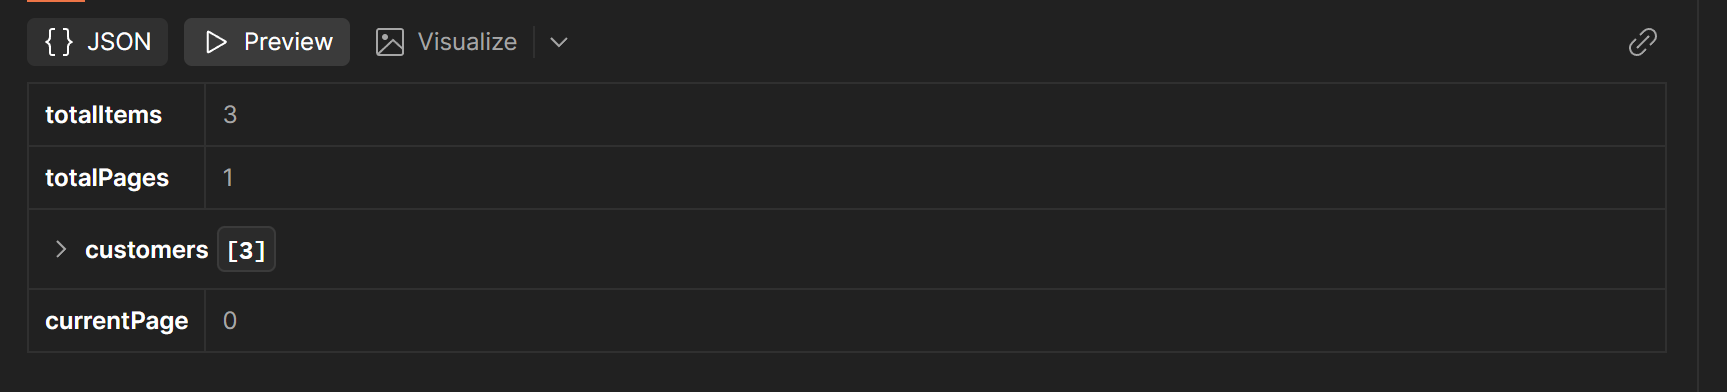 {} JSON Preview Visualize
totalItems 3
totalPages 1
customers [3]
currentPage 0